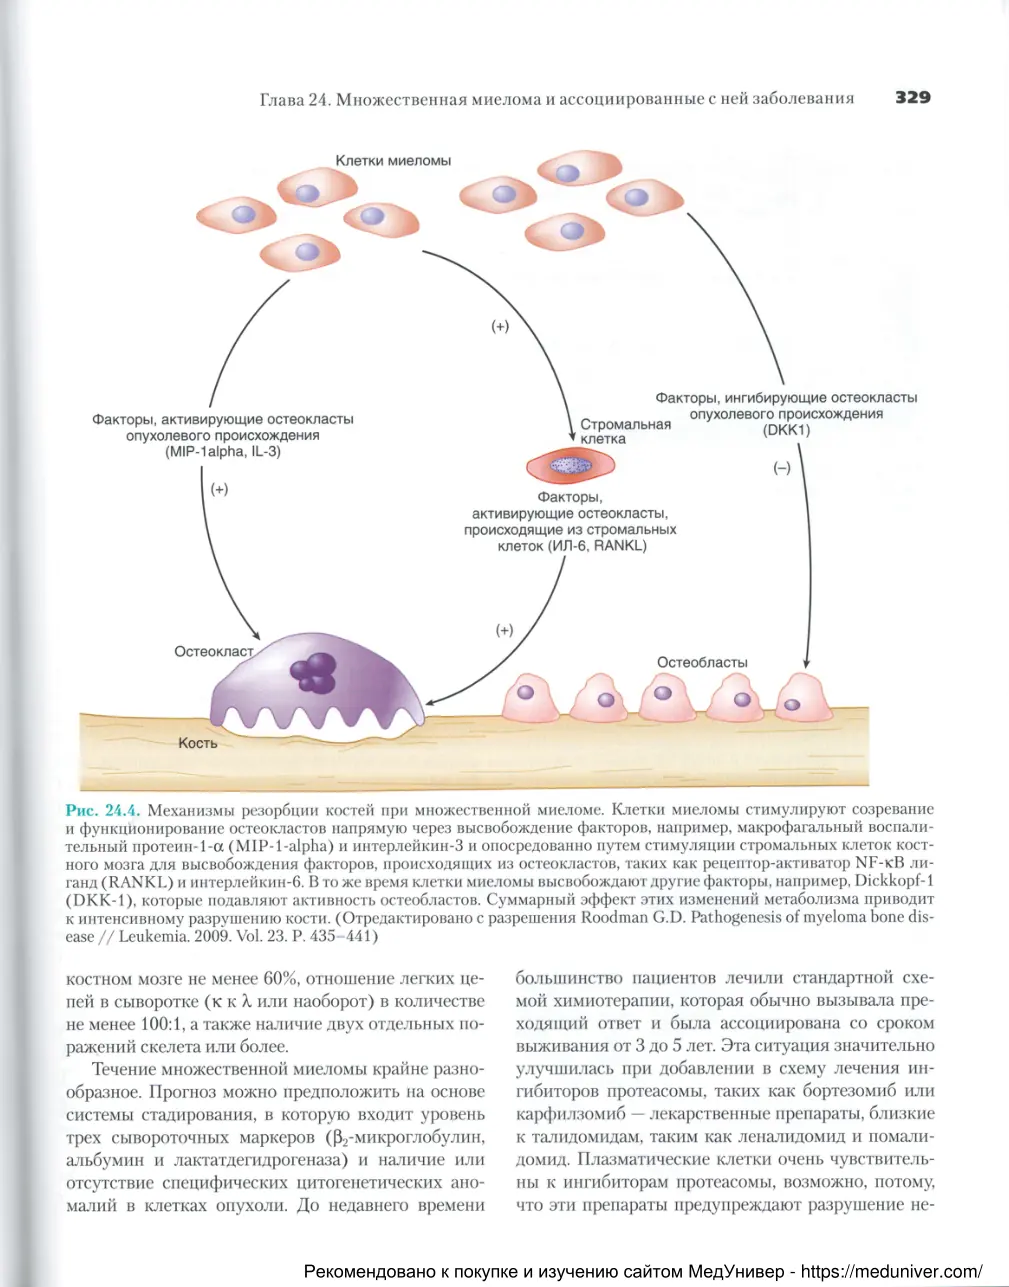 Глава 24. Множественная миелома и ассоциированные с ней заболевания 329
Клетки миеломы
(+)
Факторы, активирующие остеокласты
опухолевого происхождения
(MIP-1alpha, IL-3)
(+)
Стромальная
клетка
Факторы, ингибирующие остеокласты
опухолевого происхождения
(DKK1)
(–)
Факторы,
активирующие остеокласты,
происходящие из стромальных
клеток (ИЛ-6, RANKL)
(+)
Остеокласт
Остеобласты
Кость
Рис. 24.4. Механизмы резорбции костей при множественной миеломе. Клетки миеломы стимулируют созревание
и функционирование остеокластов напрямую через высвобождение факторов, например, макрофагальный воспали-
тельный протеин-1-α (MIP-1-alpha) и интерлейкин-3 и опосредованно путем стимуляции стромальных клеток кост-
ного мозга для высвобождения факторов, происходящих из остеокластов, таких как рецептор-активатор NF-κB ли-
ганд (RANKL) и интерлейкин-6. В то же время клетки миеломы высвобождают другие факторы, например, Dickkopf-1
(DKK-1), которые подавляют активность остеобластов. Суммарный эффект этих изменений метаболизма приводит
к интенсивному разрушению кости. (Отредактировано с разрешения Roodman G.D. Pathogenesis of myeloma bone dis-
ease // Leukemia. 2009. Vol. 23. P. 435–441)
костном мозге не менее 60%, отношение легких це-
пей в сыворотке (κ к λ или наоборот) в количестве
не менее 100:1, а также наличие двух отдельных по-
ражений скелета или более.
Течение множественной миеломы крайне разно-
образное. Прогноз можно предположить на основе
системы стадирования, в которую входит уровень
трех сывороточных маркеров (β₂-микроглобулин,
альбумин и лактатдегидрогеназа) и наличие или
отсутствие специфических цитогенетических ано-
малий в клетках опухоли. До недавнего времени
большинство пациентов лечили стандартной схе-
мой химиотерапии, которая обычно вызывала пре-
ходящий ответ и была ассоциирована со сроком
выживания от 3 до 5 лет. Эта ситуация значительно
улучшилась при добавлении в схему лечения ин-
гибиторов протеасомы, таких как бортезомиб или
карфилзомиб — лекарственные препараты, близкие
к талидомидам, таким как леналидомид и помали-
домид. Плазматические клетки очень чувствитель-
ны к ингибиторам протеасомы, возможно, потому,
что эти препараты предупреждают разрушение не-
Рекомендовано к покупке и изучению сайтом МедУнивер - https://meduniver.com/